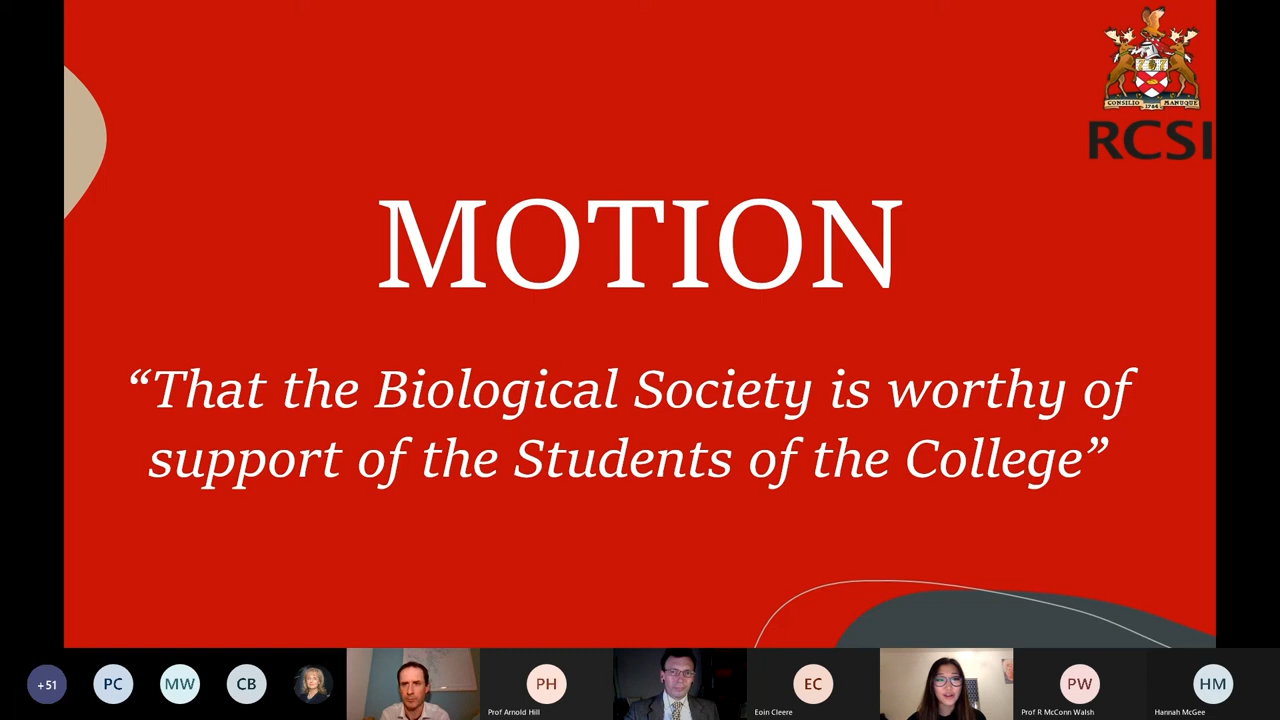 CONSILIO 1784 MANUQUE
RCSI
MOTION
“That the Biological Society is worthy of
support of the Students of the College”
+51
PC
MW
CB
PH
Prof Arnold Hill
EC
Eoin Cleere
PW
Prof R McConn Walsh
HM
Hannah McGee